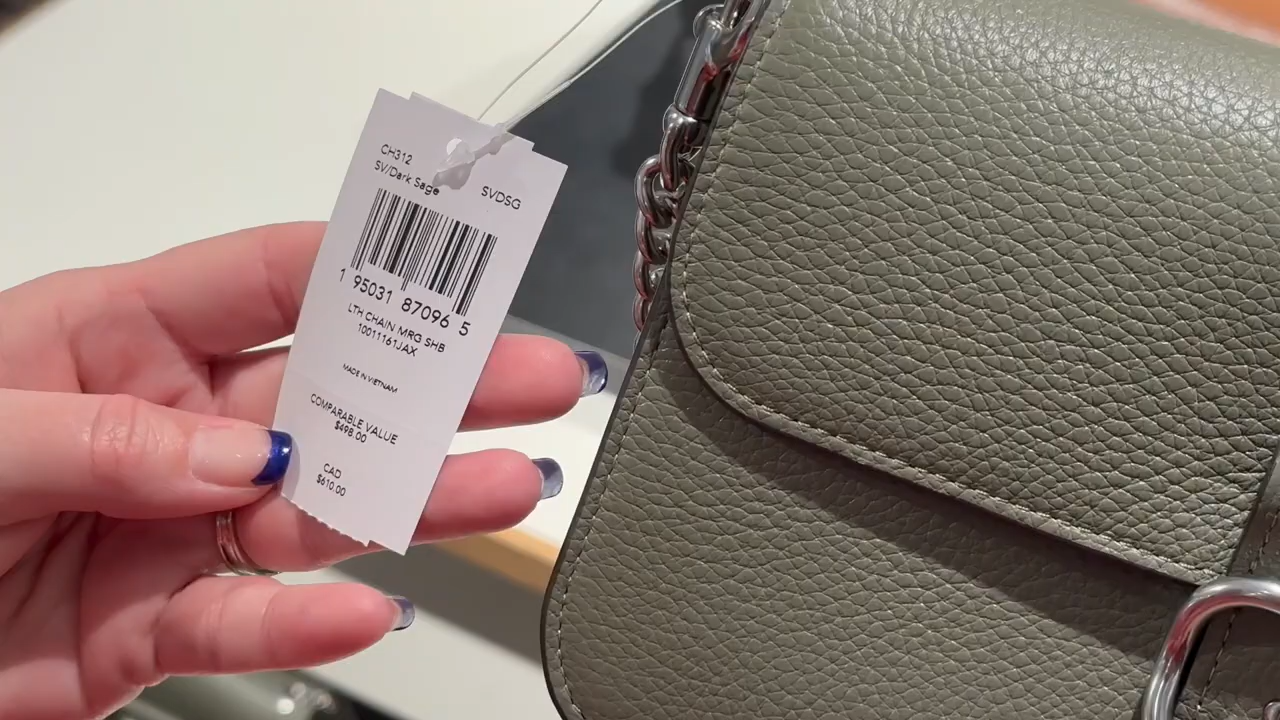 CH312
SV/Dark Sage
SVDSG
1 95031 87096 5
LTH CHAIN MRG SHB
10011161JAX
MADE IN VIETNAM
COMPARABLE VALUE
$498.00
CAD
$610.00